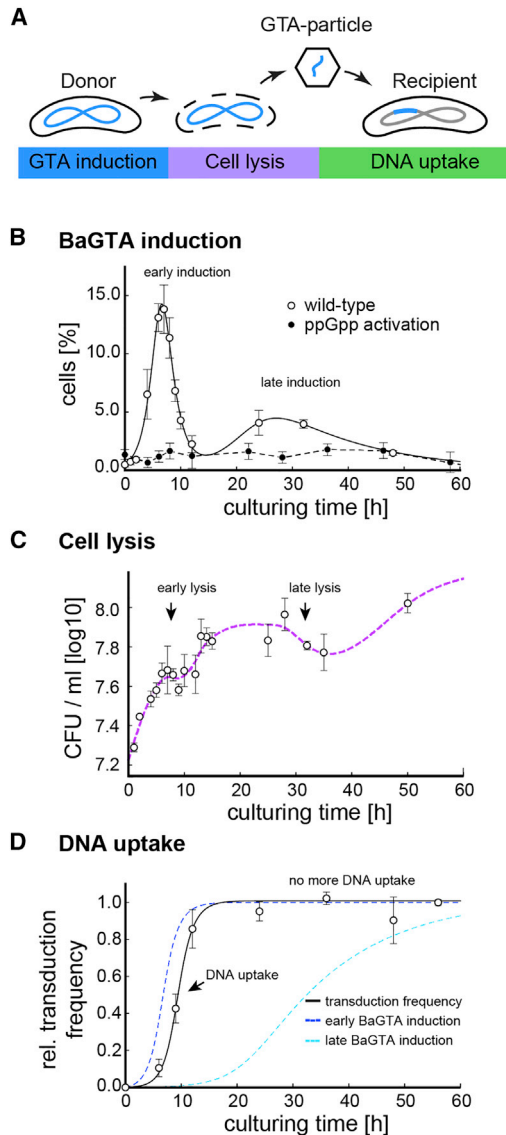 A
GTA-particle
Donor
Recipient
GTA induction
Cell lysis
DNA uptake
B BaGTA induction
early induction
wild-type
ppGpp activation
late induction
cells [%]
15.0
10.0
5.0
0.0
0 10 20 30 40 50 60
culturing time [h]
C Cell lysis
early lysis
late lysis
CFU / ml [log10]
8.0
7.8
7.6
7.4
7.2
0 10 20 30 40 50 60
culturing time [h]
D DNA uptake
no more DNA uptake
DNA uptake
transduction frequency
early BaGTA induction
late BaGTA induction
rel. transduction
frequency
1.0
0.8
0.6
0.4
0.2
0.0
0 10 20 30 40 50 60
culturing time [h]